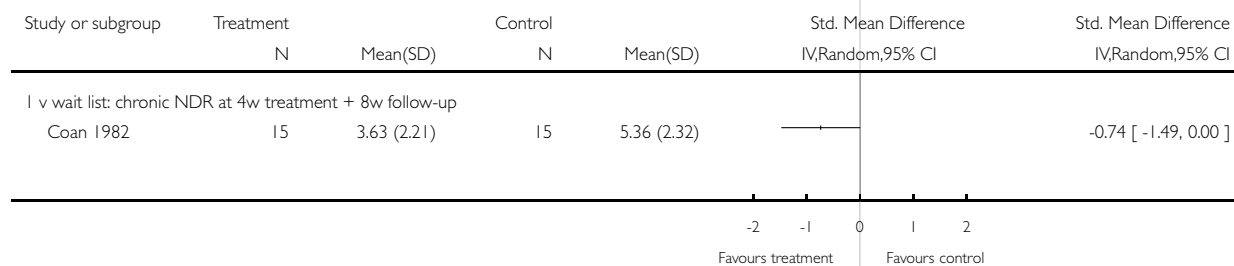 Study or subgroup Treatment Control Std. Mean Difference Std. Mean Difference
N Mean(SD) N Mean(SD) IV,Random,95% CI IV,Random,95% CI
1 v wait list: chronic NDR at 4w treatment + 8w follow-up
Coan 1982 15 3.63 (2.21) 15 5.36 (2.32) -0.74 [ -1.49, 0.00 ]
-2 -1 0 1 2
Favours treatment Favours control